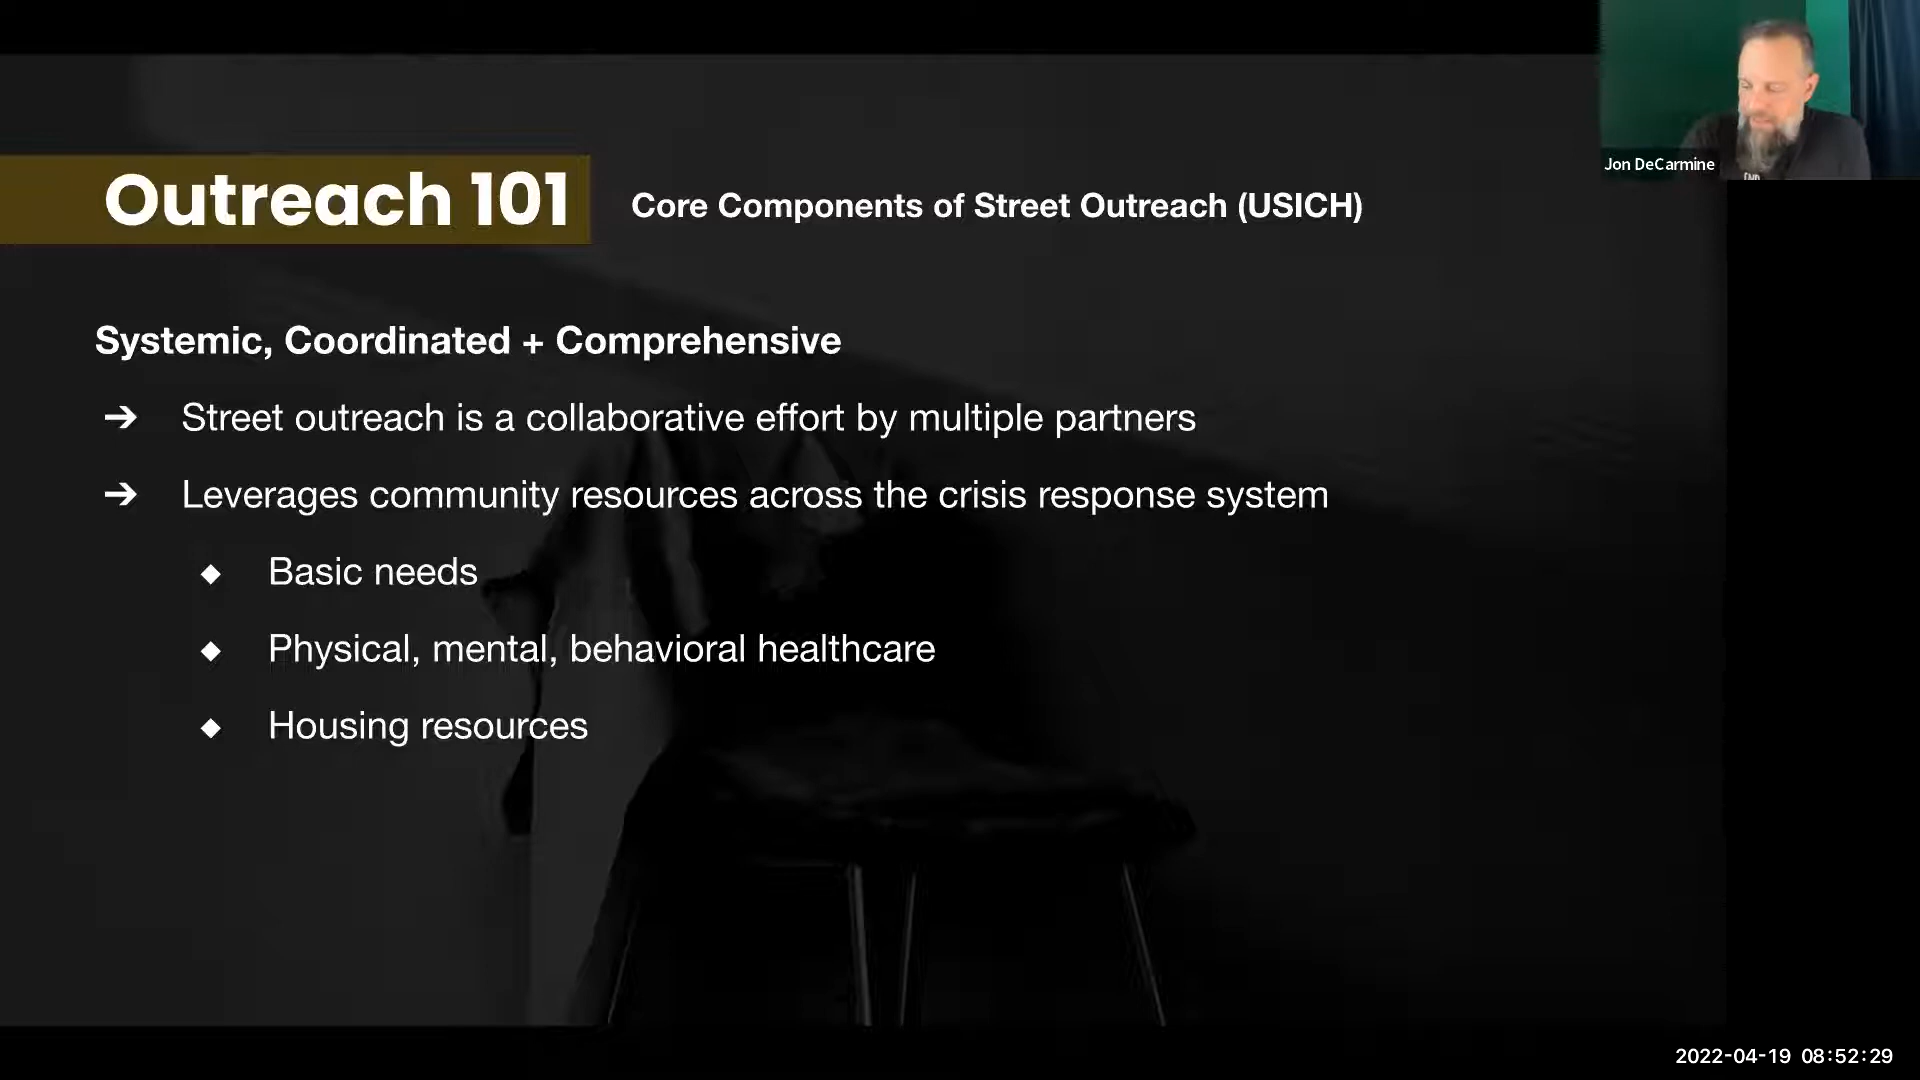 Outreach 101
Core Components of Street Outreach (USICH)
Jon DeCarmine
Systemic, Coordinated + Comprehensive
➔ Street outreach is a collaborative effort by multiple partners
➔ Leverages community resources across the crisis response system
◆ Basic needs
◆ Physical, mental, behavioral healthcare
◆ Housing resources
2022-04-19 08:52:29